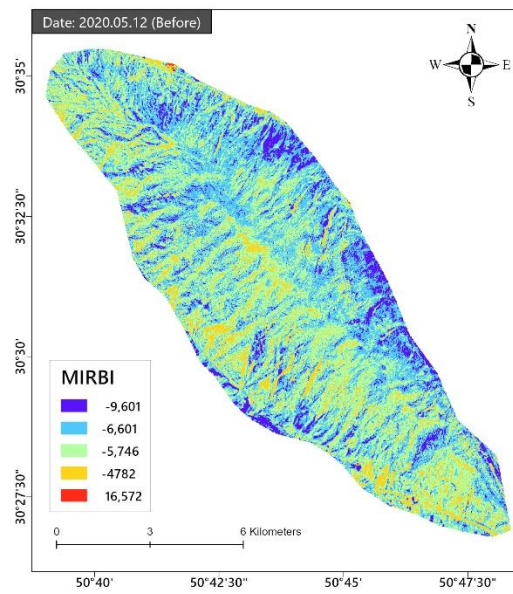 Date: 2020.05.12 (Before)
N
W E
S
30°35'
30°32'30"
30°30'
30°27'30"
MIRBI
-9,601
-6,601
-5,746
-4782
16,572
0 3 6 Kilometers
50°40' 50°42'30" 50°45' 50°47'30"